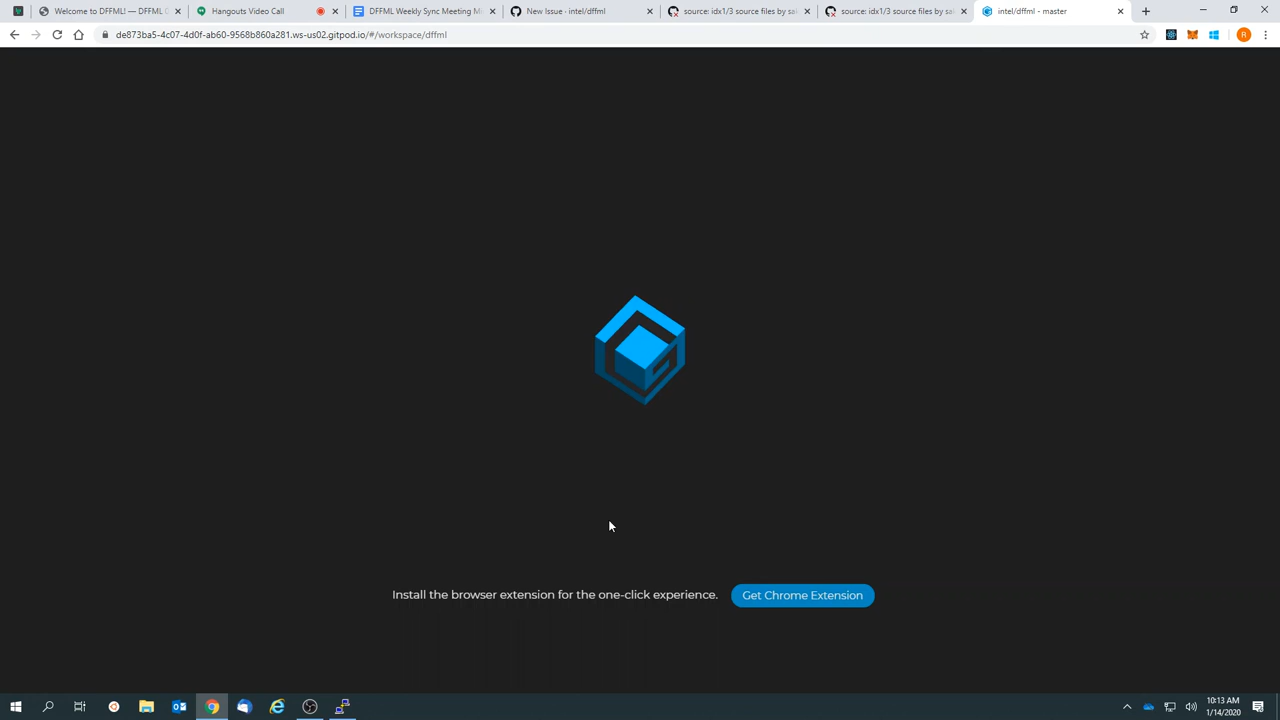 Welcome to DFFML! — DFFML
Hangouts Video Call
DFFML Weekly Sync Meeting M
New Issue · intel/dffml
source: idx1/3 source files by sa
source: idx1/3 source files by sa
intel/dffml - master
de873ba5-4c07-4d0f-ab60-9568b860a281.ws-us02.gitpod.io/#/workspace/dffml
R
Install the browser extension for the one-click experience.
Get Chrome Extension
10:13 AM
1/14/2020